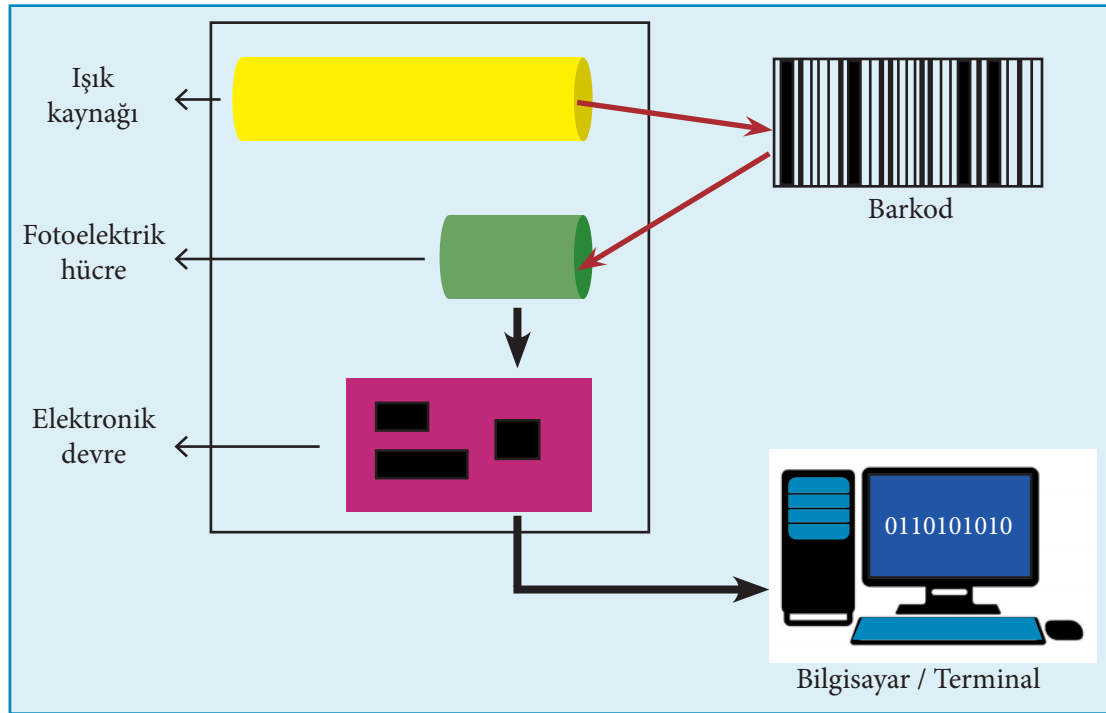 Işık
kaynağı
Barkod
Fotoelektrik
hücre
Elektronik
devre
0110101010
Bilgisayar / Terminal